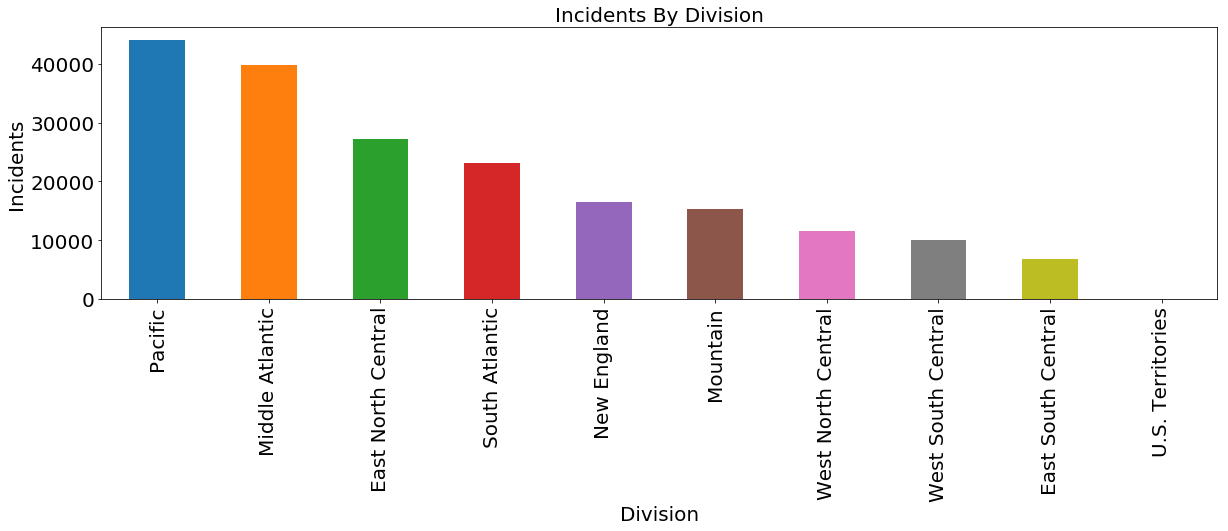 Incidents By Division
Incidents
40000
30000
20000
10000
0
Pacific
Middle Atlantic
East North Central
South Atlantic
New England
Mountain
West North Central
West South Central
East South Central
U.S. Territories
Division